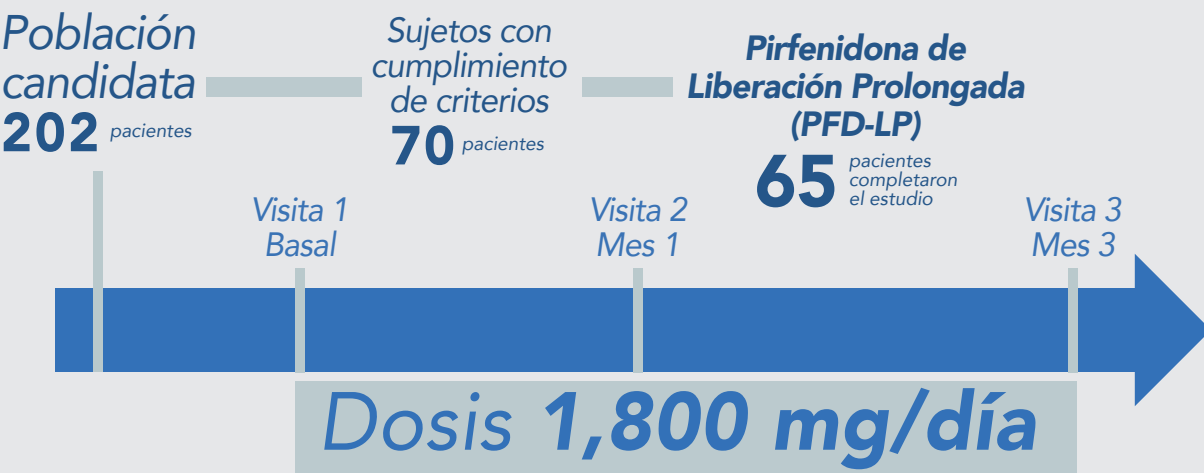 Población
candidata
202 pacientes
Sujetos con
cumplimiento
de criterios
70 pacientes
Pirfenidona de
Liberación Prolongada
(PFD-LP)
65 pacientes
completaron
el estudio
Visita 1
Basal
Visita 2
Mes 1
Visita 3
Mes 3
Dosis 1,800 mg/día